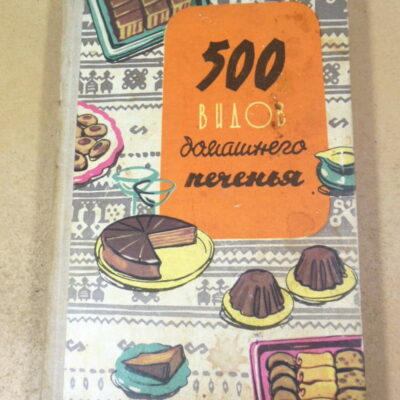 500
ВИДОВ
домашнего
печенья